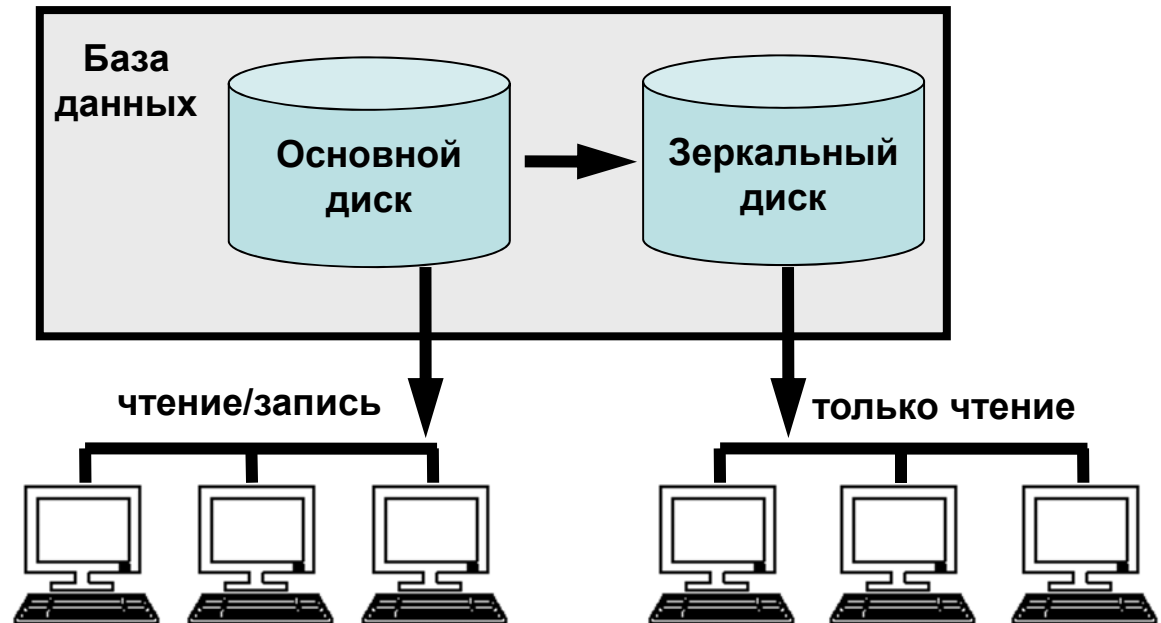 База
данных
Основной
диск
Зеркальный
диск
чтение/запись
только чтение